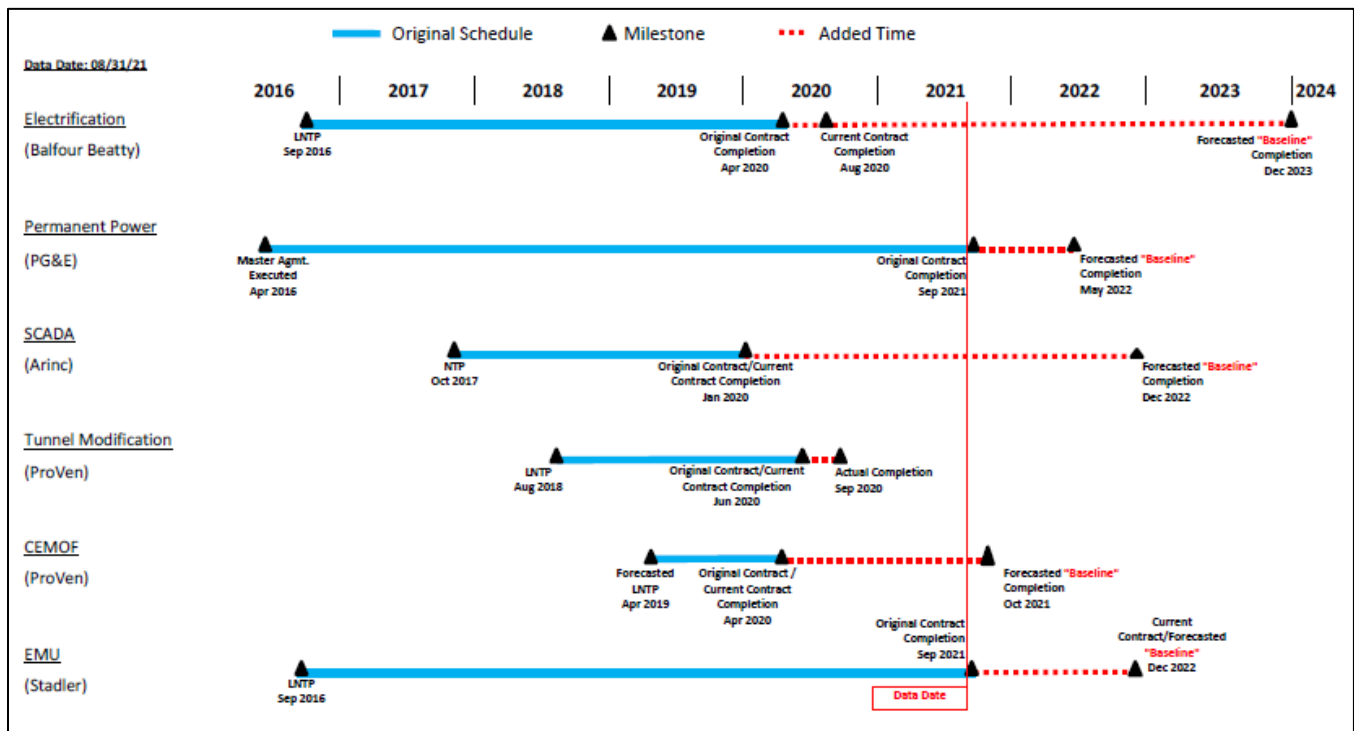 Original Schedule
Milestone
Added Time
Data Date: 08/31/21
2016
2017
2018
2019
2020
2021
2022
2023
2024
Electrification
(Balfour Beatty)
LNTP
Sep 2016
Original Contract
Completion
Apr 2020
Current Contract
Completion
Aug 2020
Forecasted "Baseline"
Completion
Dec 2023
Permanent Power
(PG&E)
Master Agmt.
Executed
Apr 2016
Original Contract
Completion
Sep 2021
Forecasted "Baseline"
Completion
May 2022
SCADA
(Arinc)
NTP
Oct 2017
Original Contract/Current
Contract Completion
Jan 2020
Forecasted "Baseline"
Completion
Dec 2022
Tunnel Modification
(ProVen)
LNTP
Aug 2018
Original Contract/Current
Contract Completion
Jun 2020
Actual Completion
Sep 2020
CEMOF
(ProVen)
Forecasted
LNTP
Apr 2019
Original Contract /
Current Contract
Completion
Apr 2020
Forecasted "Baseline"
Completion
Oct 2021
EMU
(Stadler)
LNTP
Sep 2016
Original Contract
Completion
Sep 2021
Current
Contract/Forecasted
"Baseline"
Dec 2022
Data Date